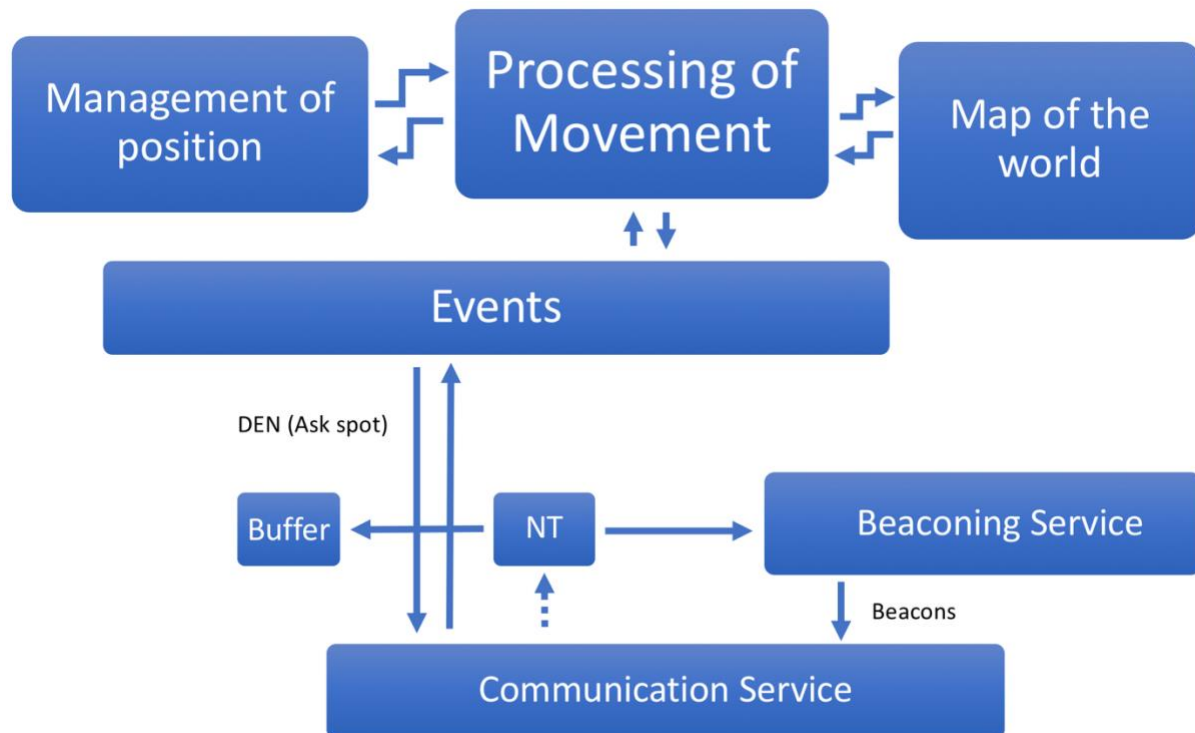 Management of
position
Processing of
Movement
Map of the
world
Events
DEN (Ask spot)
Buffer
NT
Beaconing Service
Beacons
Communication Service